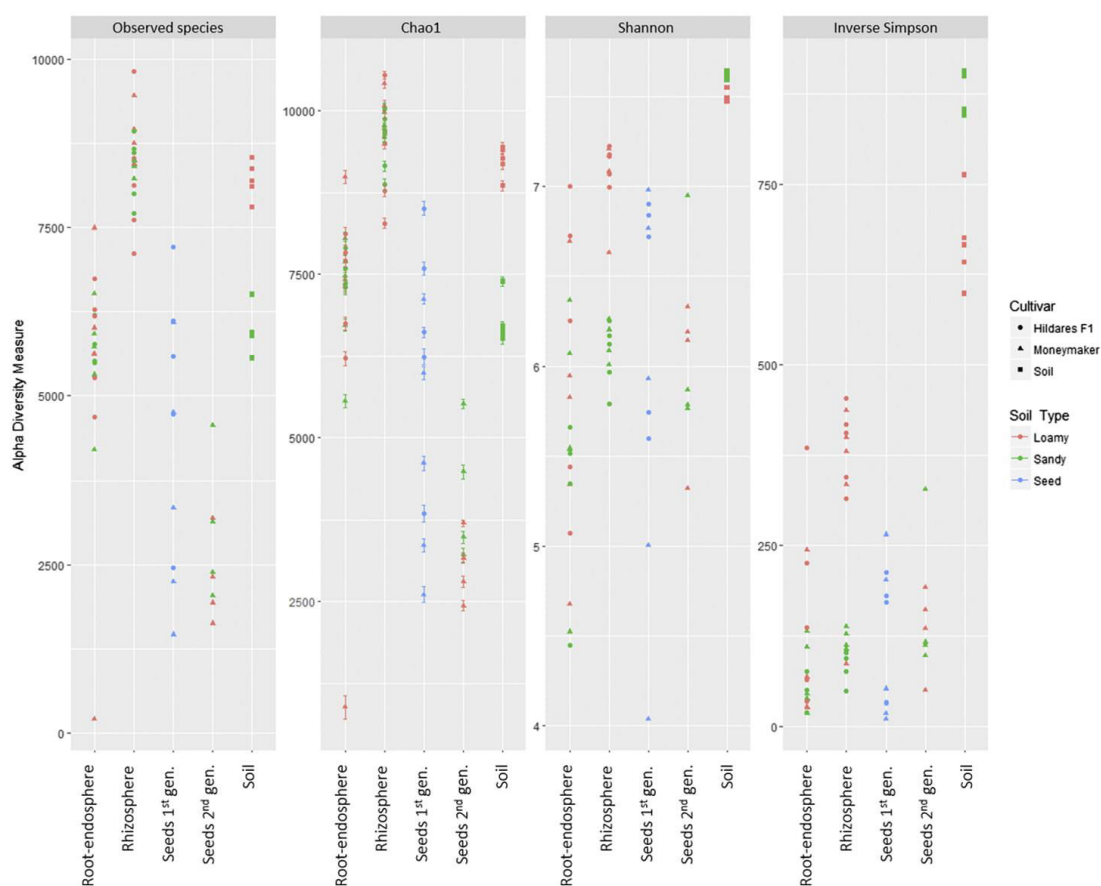 Observed species
Chao1
Shannon
Inverse Simpson
Alpha Diversity Measure
10000
7500
5000
2500
0
10000
7500
5000
2500
7
6
5
4
750
500
250
0
Root-endosphere
Rhizosphere
Seeds 1st gen.
Seeds 2nd gen.
Soil
Root-endosphere
Rhizosphere
Seeds 1st gen.
Seeds 2nd gen.
Soil
Root-endosphere
Rhizosphere
Seeds 1st gen.
Seeds 2nd gen.
Soil
Root-endosphere
Rhizosphere
Seeds 1st gen.
Seeds 2nd gen.
Soil
Cultivar
Hildares F1
Moneymaker
Soil
Soil Type
Loamy
Sandy
Seed